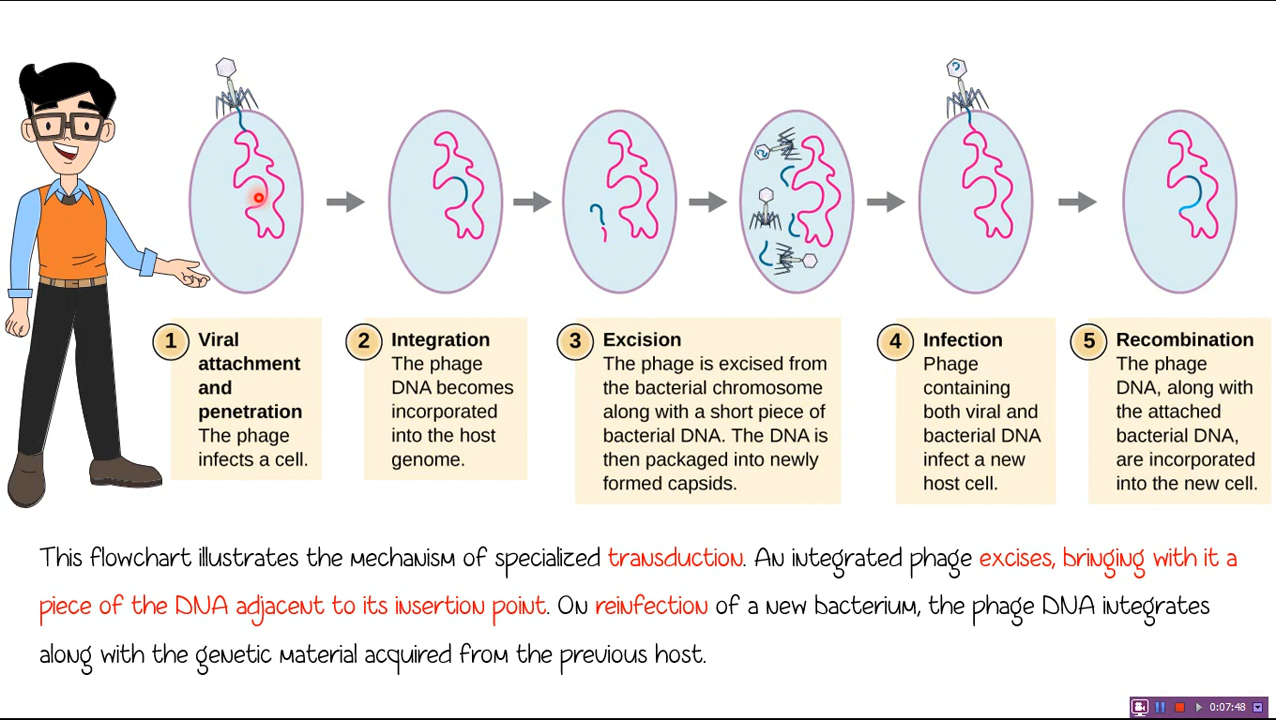 1 Viral
attachment
and
penetration
The phage
infects a cell.
2 Integration
The phage
DNA becomes
incorporated
into the host
genome.
3 Excision
The phage is excised from
the bacterial chromosome
along with a short piece of
bacterial DNA. The DNA is
then packaged into newly
formed capsids.
4 Infection
Phage
containing
both viral and
bacterial DNA
infect a new
host cell.
5 Recombination
The phage
DNA, along with
the attached
bacterial DNA,
are incorporated
into the new cell.
This flowchart illustrates the mechanism of specialized transduction. An integrated phage excises, bringing with it a
piece of the DNA adjacent to its insertion point. On reinfection of a new bacterium, the phage DNA integrates
along with the genetic material acquired from the previous host.
0:07:48